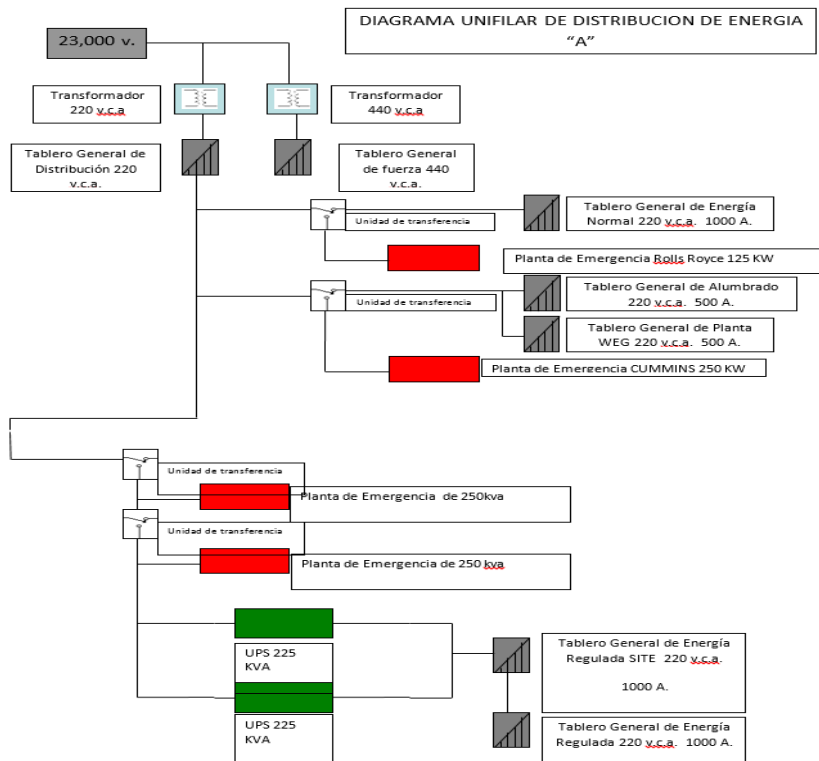 DIAGRAMA UNIFILAR DE DISTRIBUCION DE ENERGIA
“A”
23,000 v.
Transformador
220 v.c.a
Transformador
440 v.c.a
Tablero General de
Distribución 220
v.c.a.
Tablero General
de fuerza 440
v.c.a.
Unidad de transferencia
Tablero General de Energía
Normal 220 v.c.a. 1000 A.
Planta de Emergencia Rolls Royce 125 KW
Unidad de transferencia
Tablero General de Alumbrado
220 v.c.a. 500 A.
Tablero General de Planta
WEG 220 v.c.a. 500 A.
Planta de Emergencia CUMMINS 250 KW
Unidad de transferencia
Planta de Emergencia de 250kva
Unidad de transferencia
Planta de Emergencia de 250 kva
UPS 225
KVA
Tablero General de Energía
Regulada SITE 220 v.c.a.
1000 A.
UPS 225
KVA
Tablero General de Energía
Regulada 220 v.c.a. 1000 A.